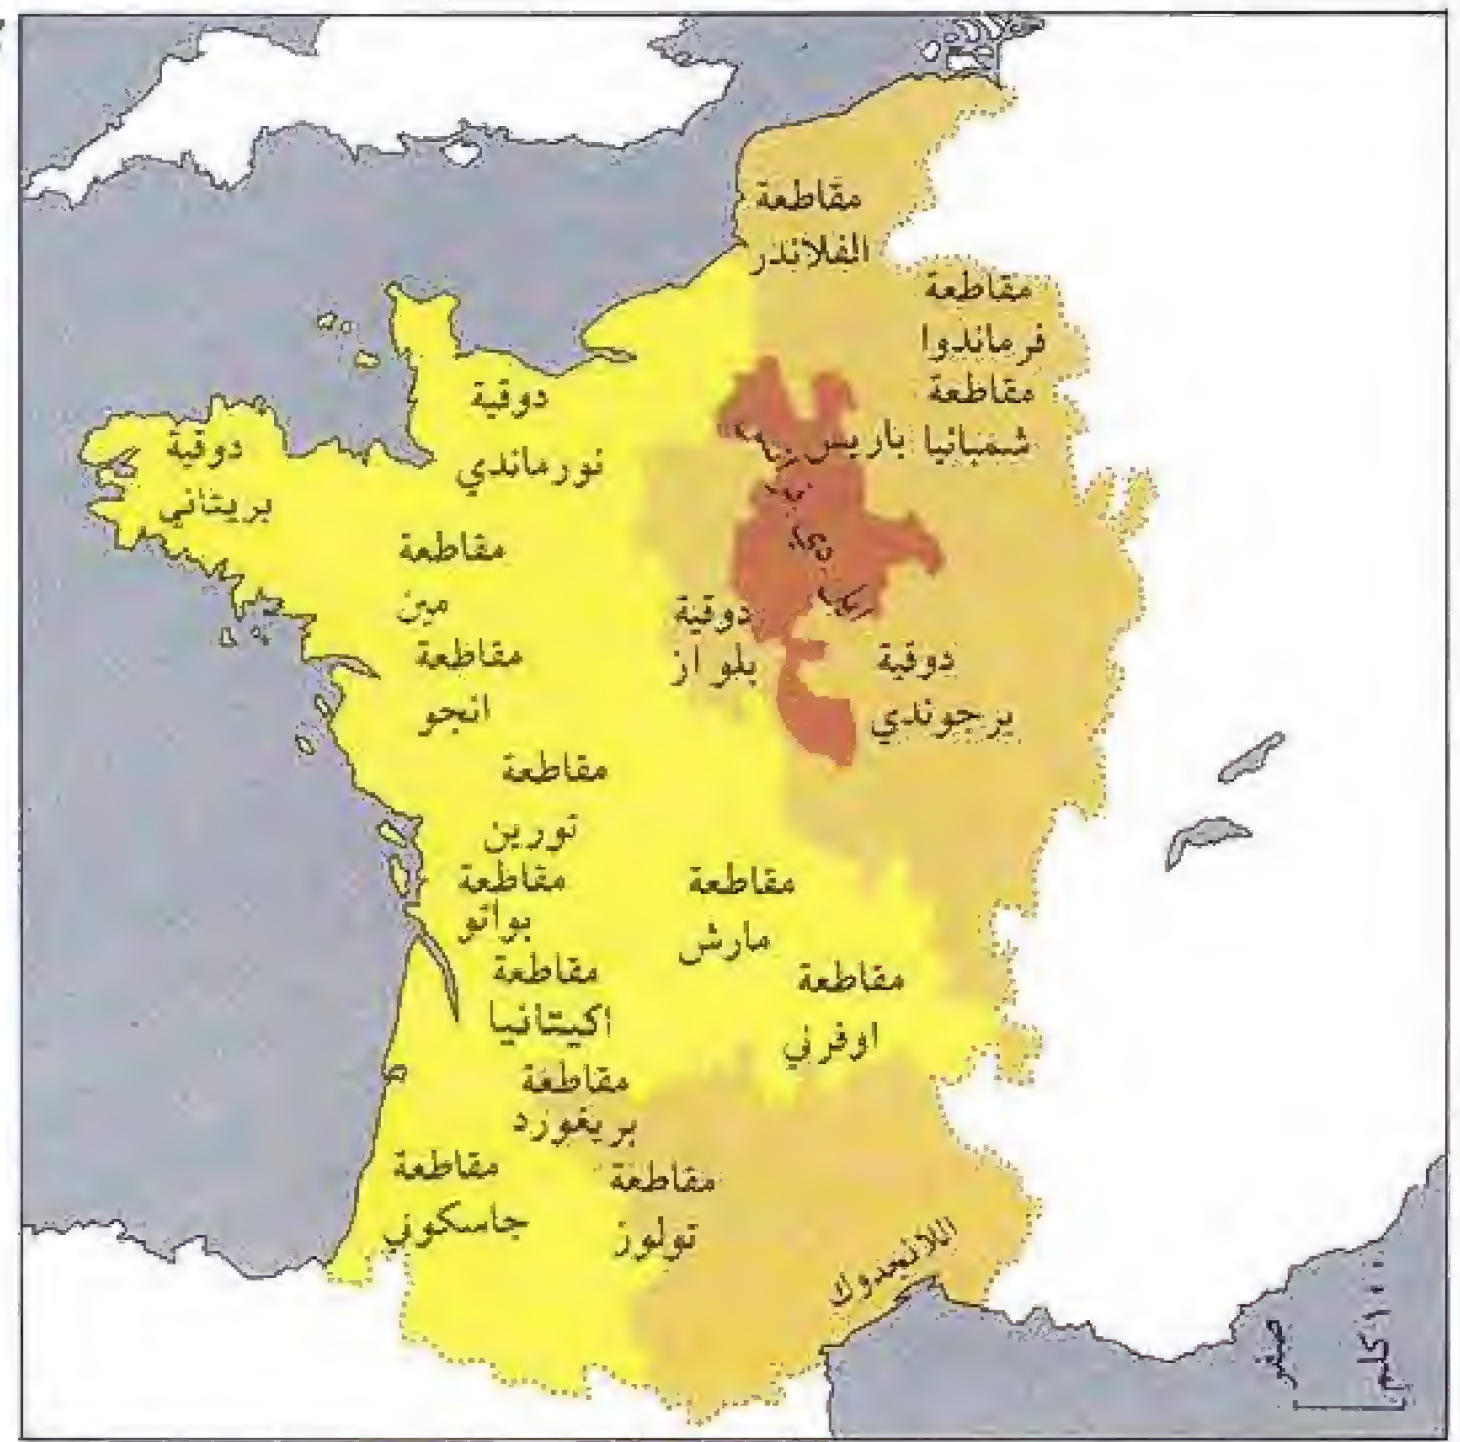 مقاطعة
الفلاندر
مقاطعة
فرماندوا
مقاطعة
شمبانيا
باريس
دوقية
نورماندي
دوقية
بريتاني
مقاطعة
مين
مقاطعة
انجو
دوقية
بلواز
دوقية
برجوندي
مقاطعة
تورين
مقاطعة
بواتو
مقاطعة
مارش
مقاطعة
اكيتانيا
مقاطعة
اوفرني
مقاطعة
بريغورد
مقاطعة
جاسكوني
مقاطعة
تولوز
اللانجدوك
صفر
١٠٠ كلم